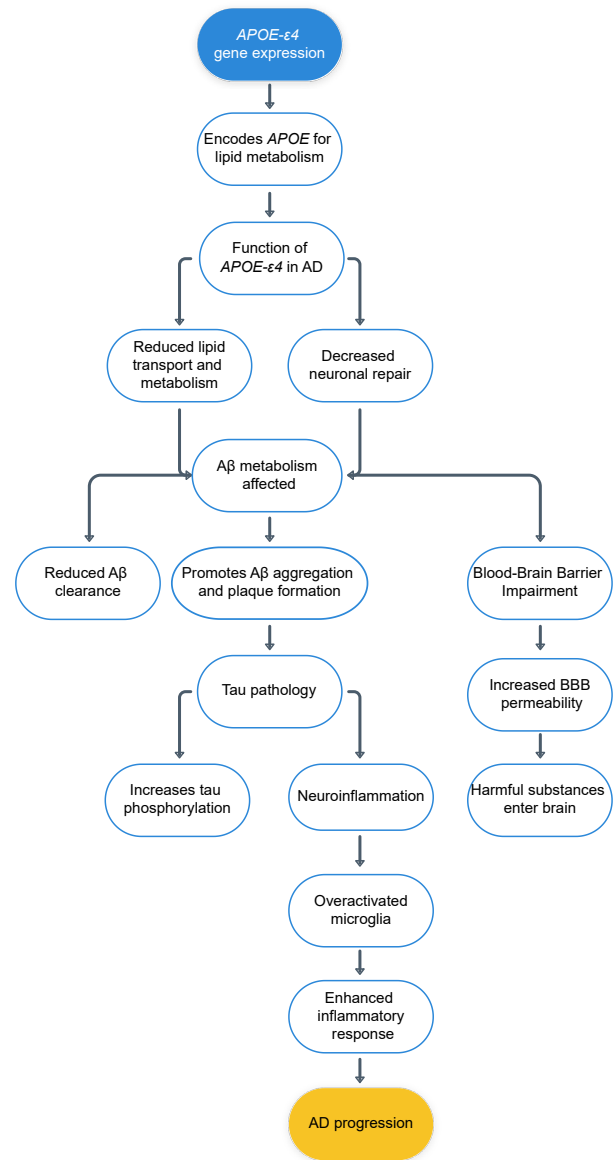 APOE-ε4
gene expression
Encodes APOE for
lipid metabolism
Function of
APOE-ε4 in AD
Reduced lipid
transport and
metabolism
Decreased
neuronal repair
Aβ metabolism
affected
Reduced Aβ
clearance
Promotes Aβ aggregation
and plaque formation
Blood-Brain Barrier
Impairment
Tau pathology
Increased BBB
permeability
Increases tau
phosphorylation
Neuroinflammation
Harmful substances
enter brain
Overactivated
microglia
Enhanced
inflammatory
response
AD progression